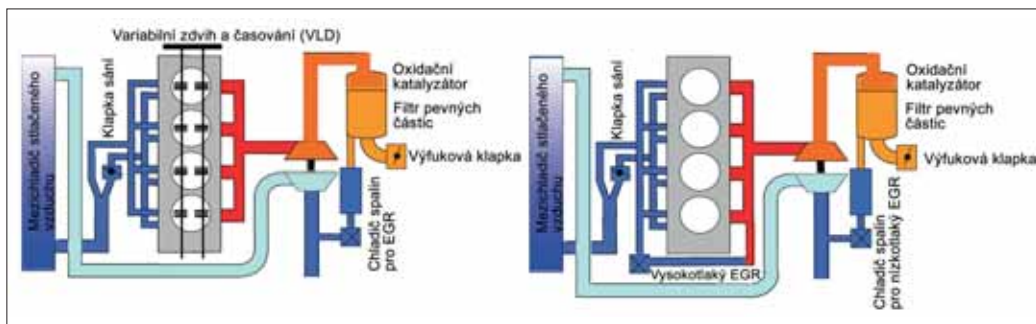 Variabilní zdvih a časování (VLD)
Mezichladič stlačeného
vzduchu
Klapka sání
Oxidační
katalyzátor
Filtr pevných
částic
Výfuková klapka
Chladič spalin
pro EGR
Mezichladič stlačeného
vzduchu
Klapka sání
Oxidační
katalyzátor
Filtr pevných
částic
Výfuková klapka
Vysokotlaký EGR
Chladič spalin
pro nízkotlaký EGR